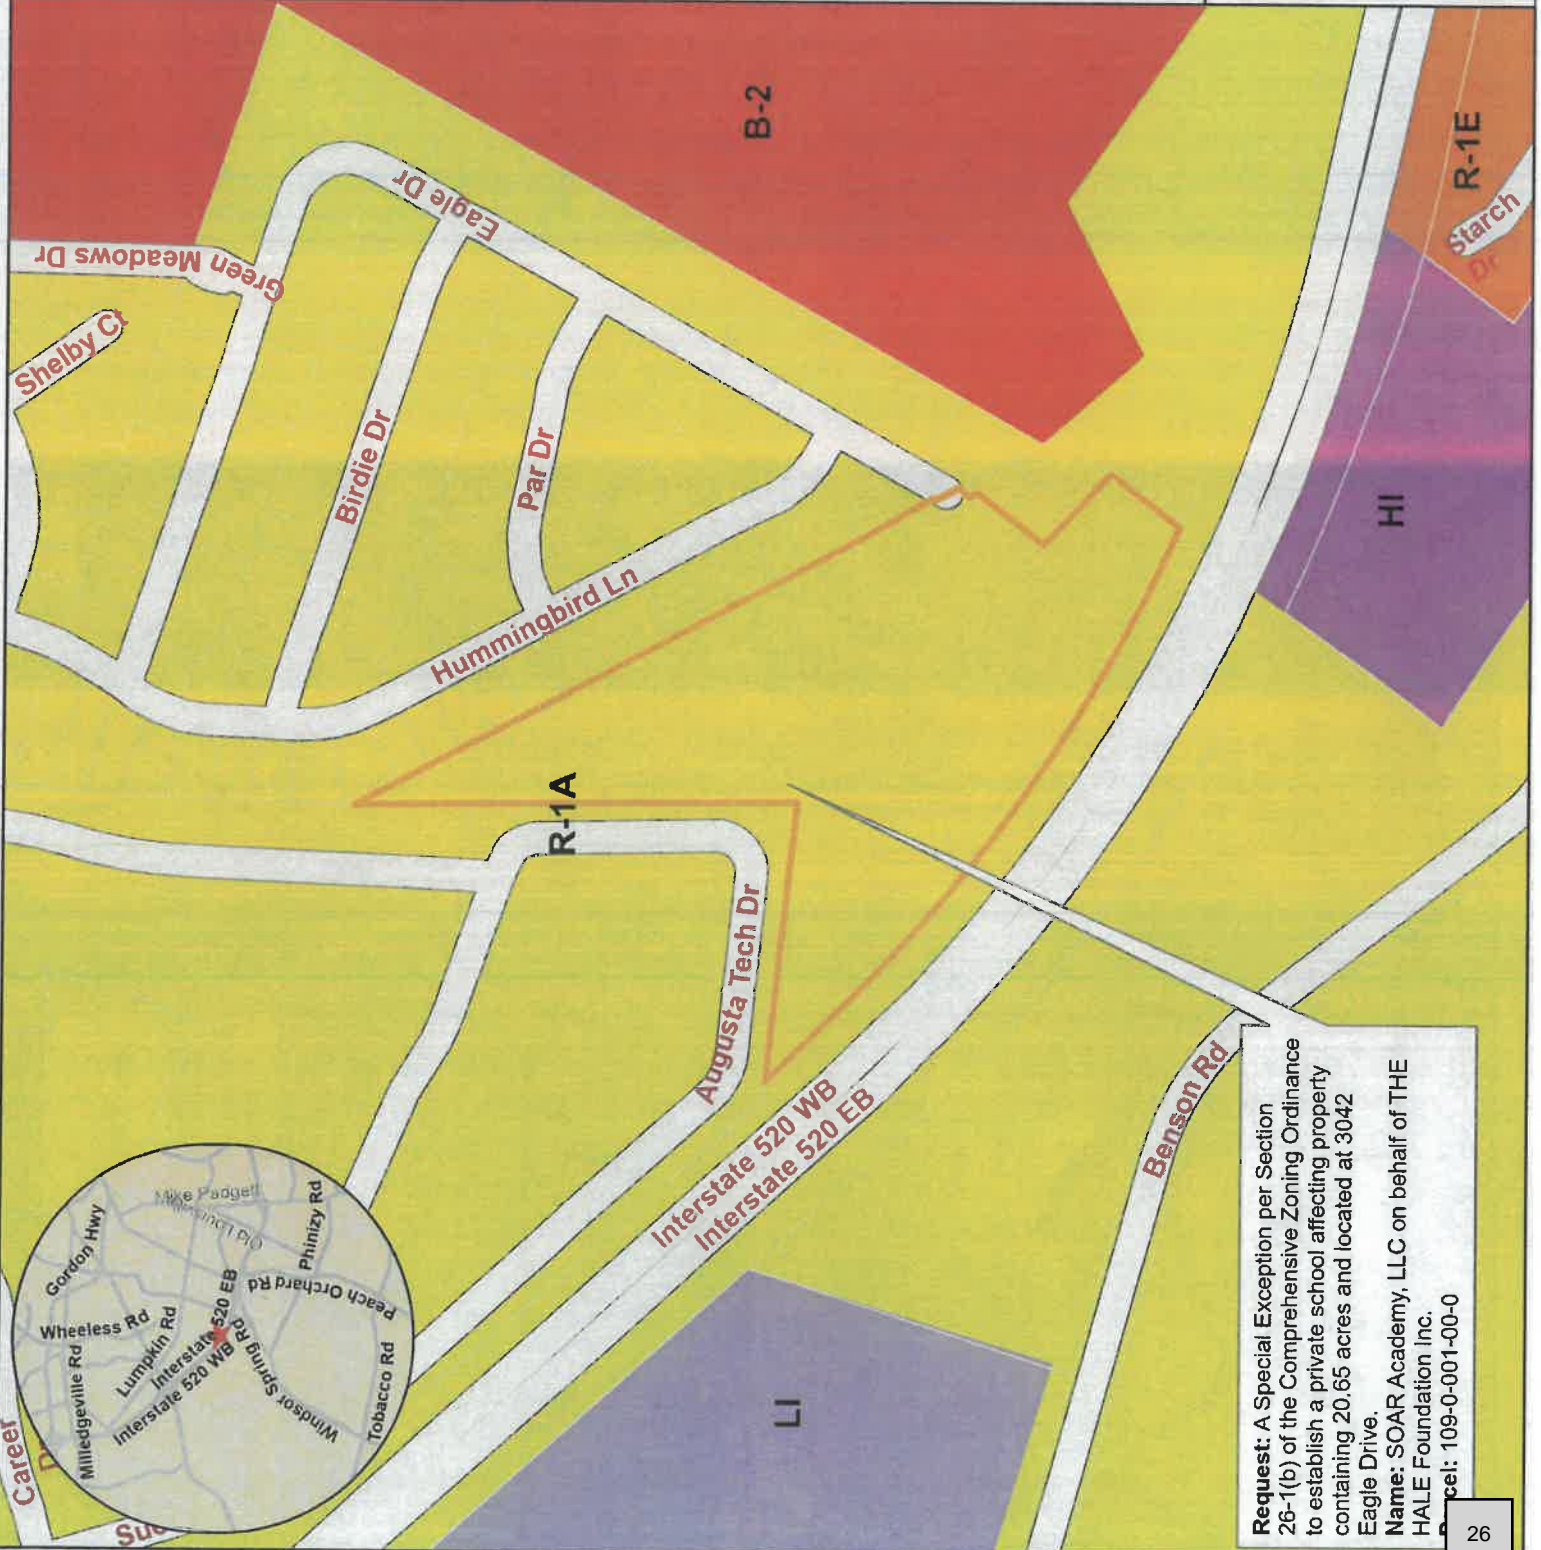 B-2
R-1E
Starch
Dr
HI
Eagle Dr
Green Meadows Dr
Shelby Ct
Birdie Dr
Par Dr
Hummingbird Ln
R-1A
Augusta Tech Dr
Interstate 520 WB
Interstate 520 EB
Benson Rd
LI
Career
Gordon Hwy
Mike Padgett
Phinizy Rd
Peach Orchard Rd
Wheeless Rd
Lumpkin Rd
Interstate 520 EB
Interstate 520 WB
Windsor Spring Rd
Milledgeville Rd
Tobacco Rd
Request: A Special Exception per Section
26-1(b) of the Comprehensive Zoning Ordinance
to establish a private school affecting property
containing 20.65 acres and located at 3042
Eagle Drive.
Name: SOAR Academy, LLC on behalf of THE
HALE Foundation Inc.
cel: 109-0-001-00-0
26